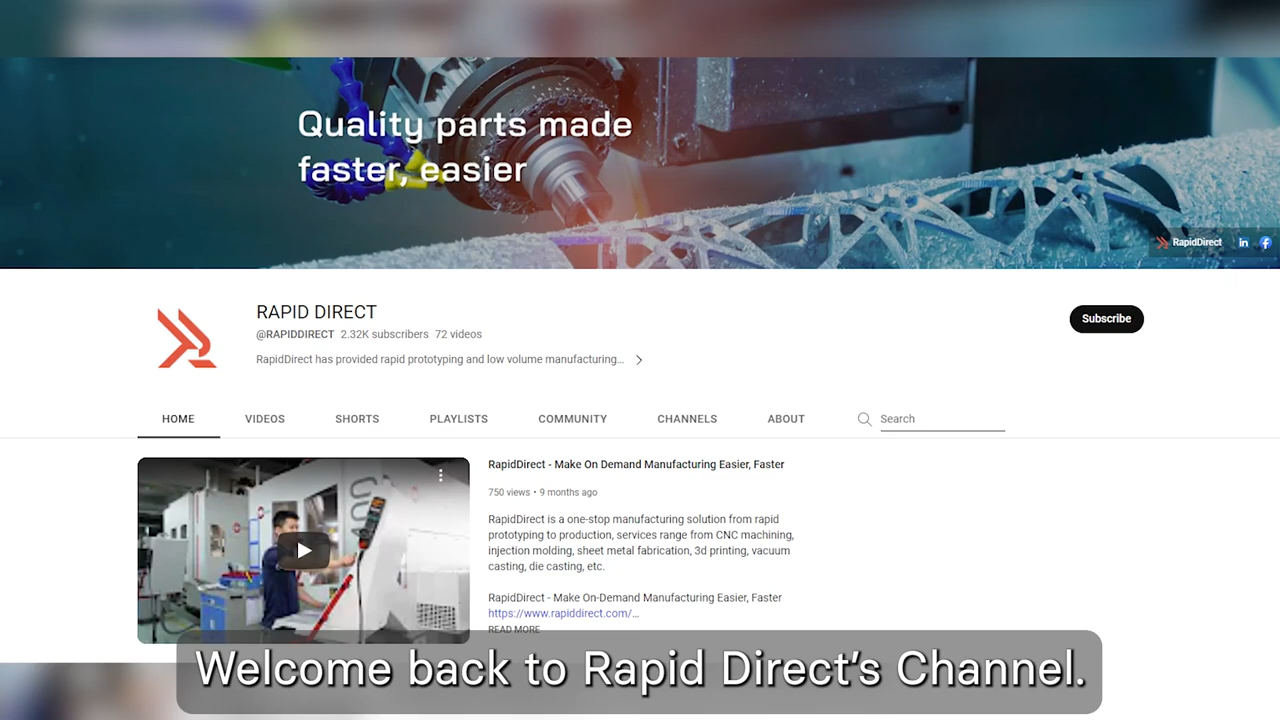 Quality parts made
faster, easier
RapidDirect in f
RAPID DIRECT
@RAPIDDIRECT 2.32K subscribers 72 videos
RapidDirect has provided rapid prototyping and low volume manufacturing...
Subscribe
HOME VIDEOS SHORTS PLAYLISTS COMMUNITY CHANNELS ABOUT Search
RapidDirect - Make On Demand Manufacturing Easier, Faster
750 views • 9 months ago
RapidDirect is a one-stop manufacturing solution from rapid
prototyping to production, services range from CNC machining,
injection molding, sheet metal fabrication, 3d printing, vacuum
casting, die casting, etc.
RapidDirect - Make On-Demand Manufacturing Easier, Faster
https://www.rapiddirect.com/...
READ MORE
Welcome back to Rapid Direct's Channel.